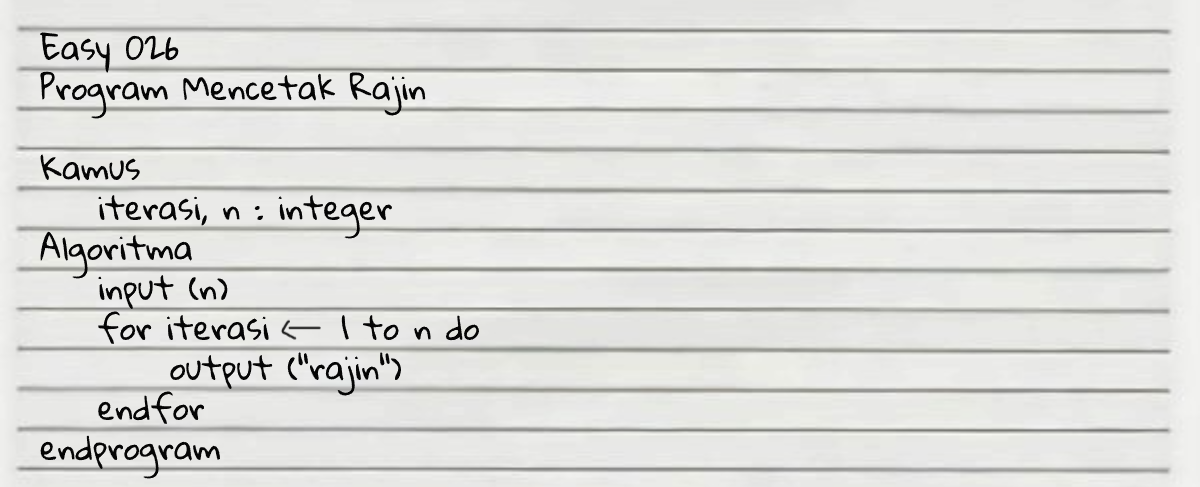 Easy 026
Program Mencetak Rajin
Kamus
iterasi, n : integer
Algoritma
input (n)
for iterasi ← 1 to n do
output ("rajin")
endfor
endprogram